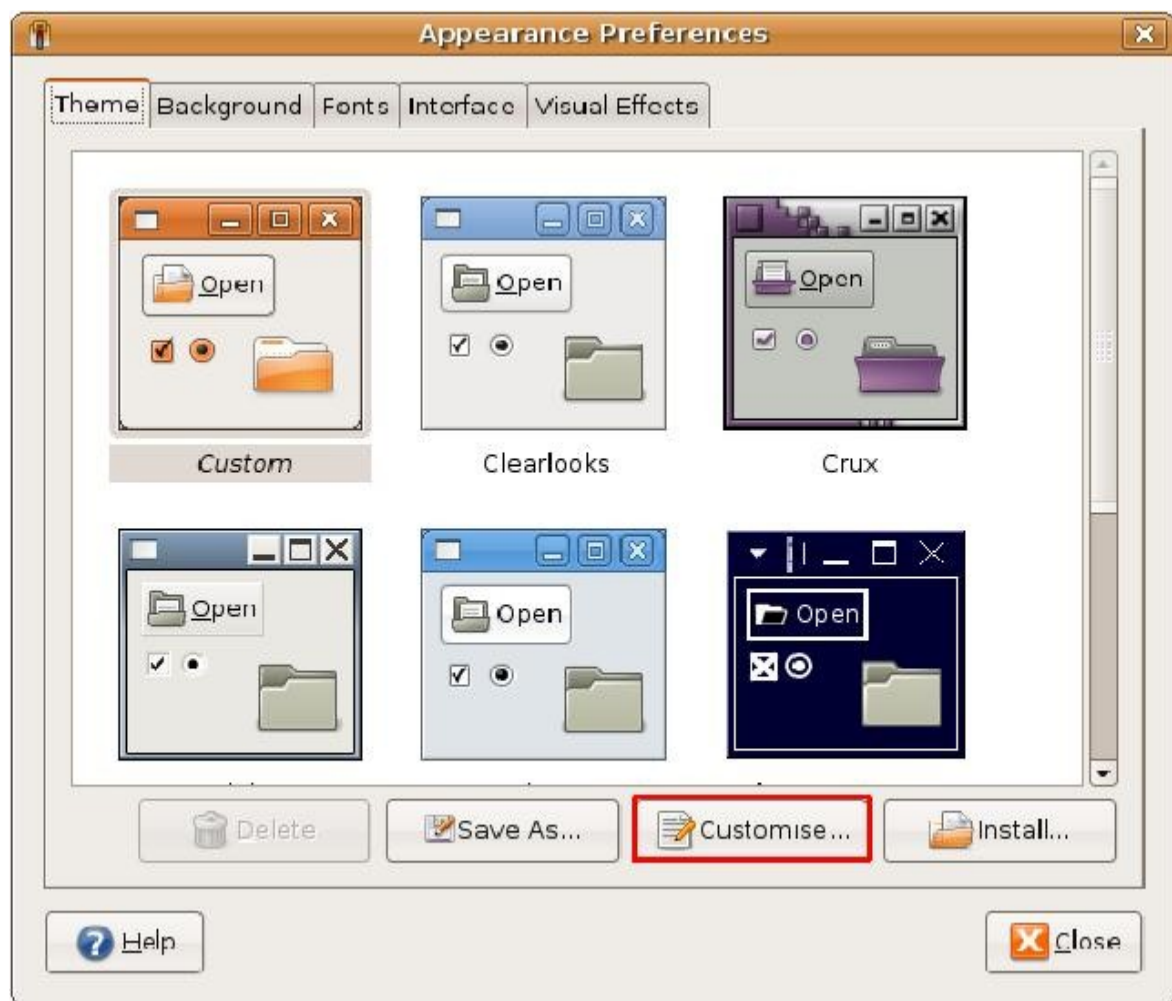 Appearance Preferences
Theme Background Fonts Interface Visual Effects
Open Open Open
Custom Clearlooks Crux
Open Open Open
Delete Save As... Customise... Install...
Help Close